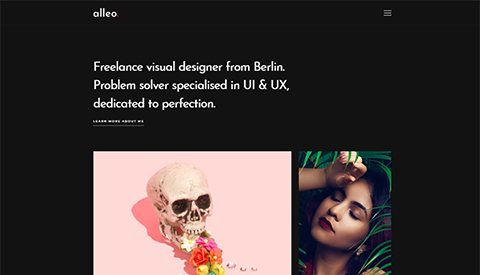 alleo.
Freelance visual designer from Berlin.
Problem solver specialised in UI & UX,
dedicated to perfection.
LEARN MORE ABOUT ME